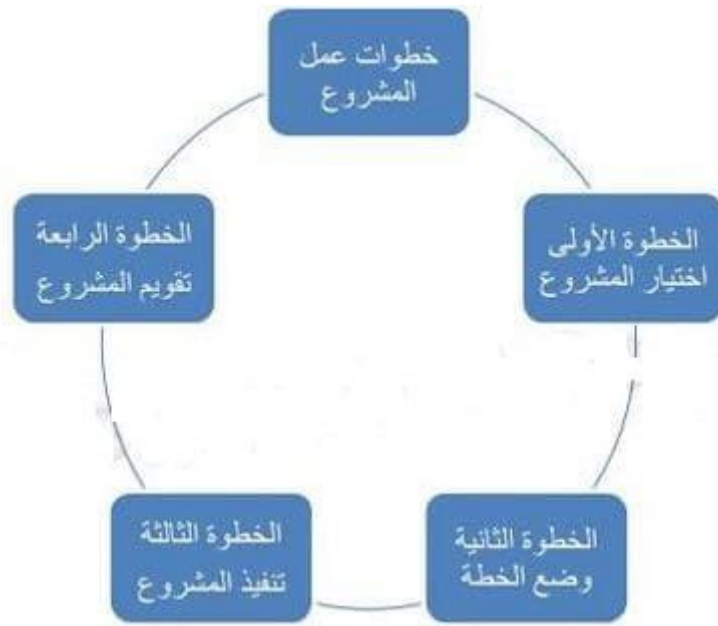 خطوات عمل
المشروع
الخطوة الأولى
اختيار المشروع
الخطوة الثانية
وضع الخطة
الخطوة الثالثة
تنفيذ المشروع
الخطوة الرابعة
تقويم المشروع